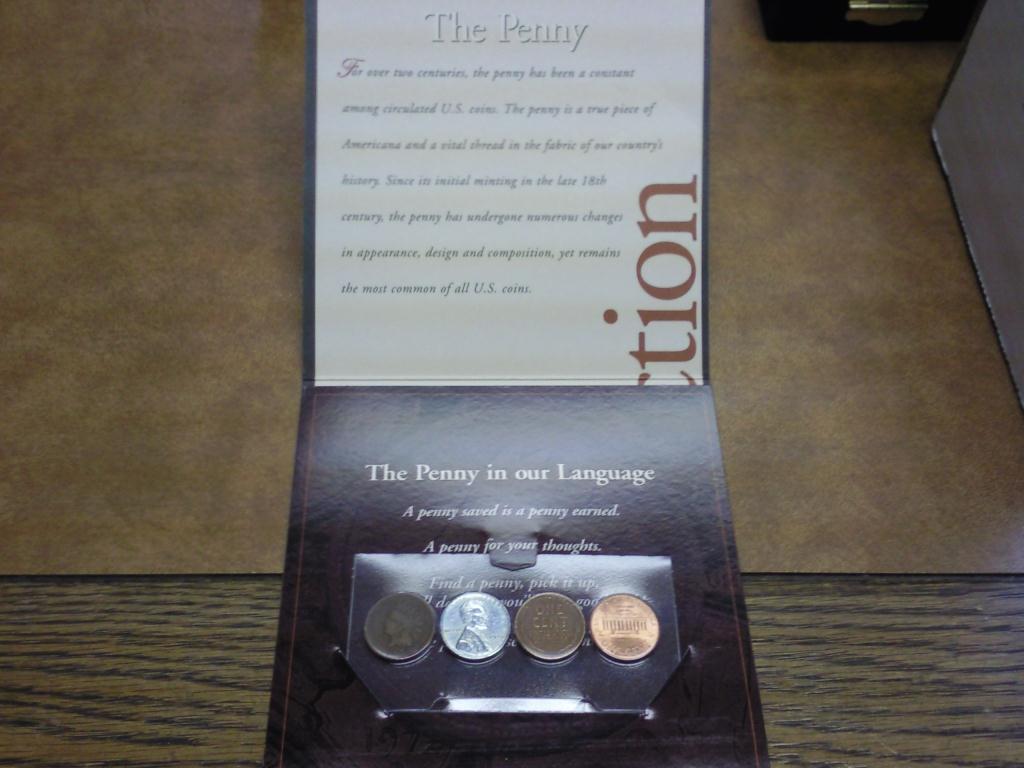 The Penny
For over two centuries, the penny has been a constant
among circulated U.S. coins. The penny is a true piece of
Americana and a vital thread in the fabric of our country's
history. Since its initial minting in the late 18th
century, the penny has undergone numerous changes
in appearance, design and composition, yet remains
the most common of all U.S. coins.
ction
The Penny in our Language
A penny saved is a penny earned.
A penny for your thoughts.
Find a penny, pick it up,
you'll
goo
ONE
CENT